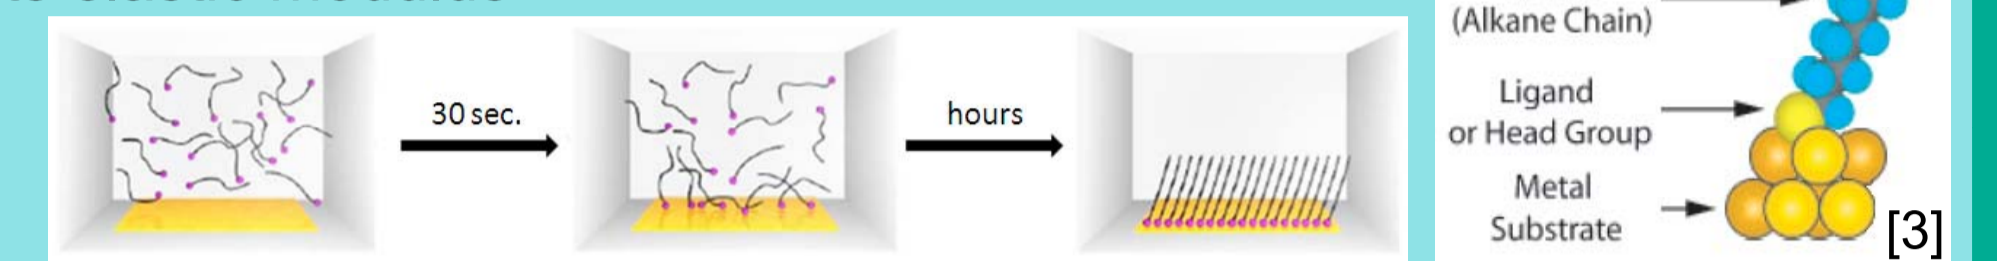 30 sec.
hours
(Alkane Chain)
Ligand
or Head Group
Metal
Substrate
[3]